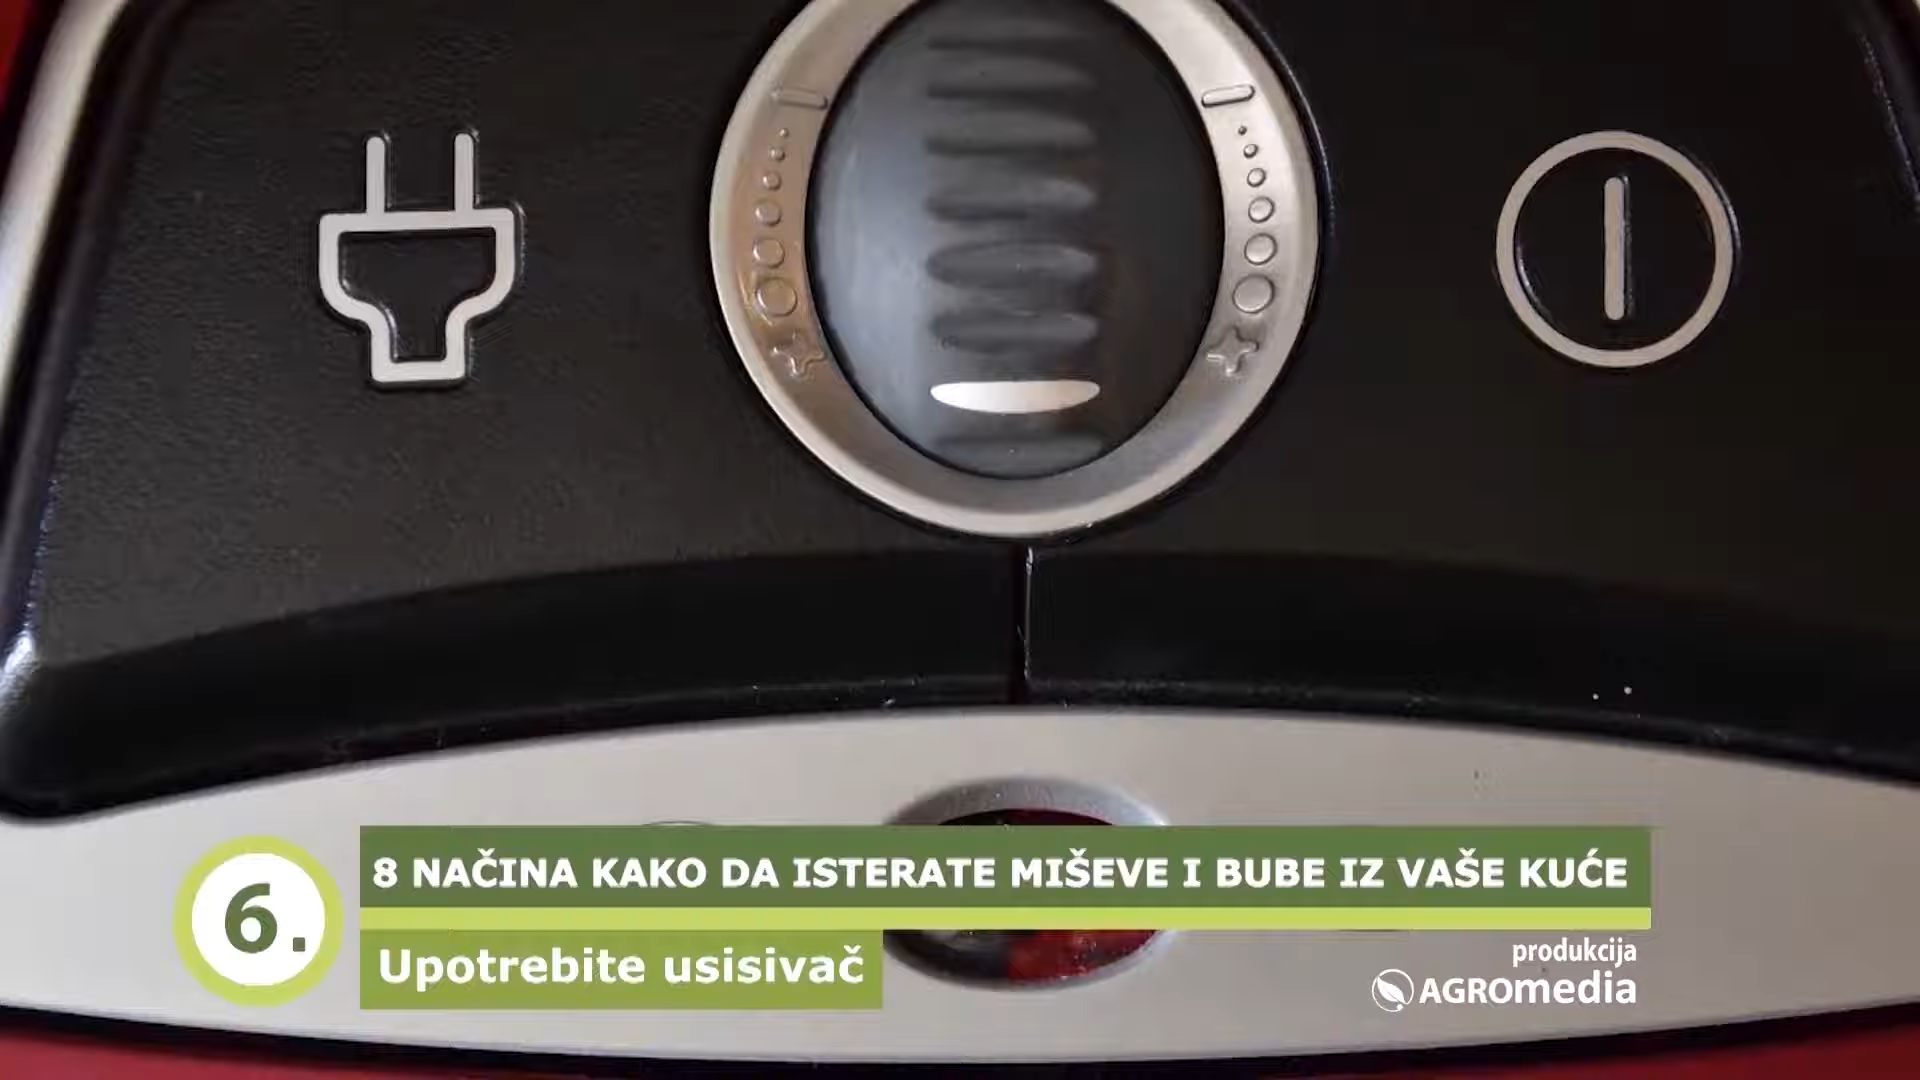 8 NAČINA KAKO DA ISTERATE MIŠEVE I BUBE IZ VAŠE KUĆE
6.
Upotrebite usisivač
produkcija
AGROmedia